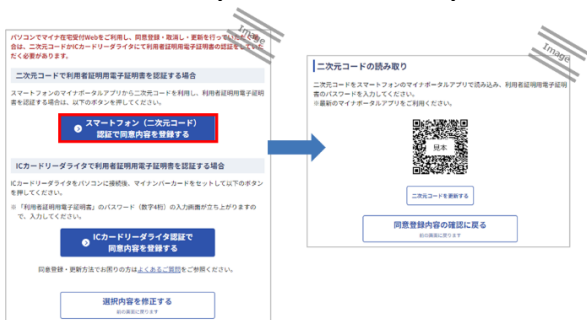 パソコンでマイナ在宅受付Webをご利用し、同意登録・取消し・更新を行っていただく場
合は、二次元コードかICカードリーダライタにて利用者証明用電子証明書の認証をしていた
だく必要があります。
Image
二次元コードで利用者証明用電子証明書を認証する場合
スマートフォンのマイナポータルアプリから二次元コードを利用し、利用者証明用電子証明
書を認証する場合は、以下のボタンを押してください。
スマートフォン（二次元コード）
認証で同意内容を登録する
ICカードリーダライタで利用者証明用電子証明書を認証する場合
ICカードリーダライタをパソコンに接続後、マイナンバーカードをセットして以下のボタン
を押してください。
※「利用者証明用電子証明書」のパスワード（数字4桁）の入力画面が立ち上がりますの
で、入力してください。
ICカードリーダライタ認証で
同意内容を登録する
同意登録・更新方法でお困りの方はよくあるご質問をご参照ください。
選択内容を修正する
前の画面に戻ります
Image
二次元コードの読み取り
二次元コードをスマートフォンのマイナポータルアプリで読み込み、利用者証明用電子証明
書のパスワードを入力してください。
※最新のマイナポータルアプリをご利用ください。
見本
二次元コードを更新する
同意登録内容の確認に戻る
前の画面に戻ります